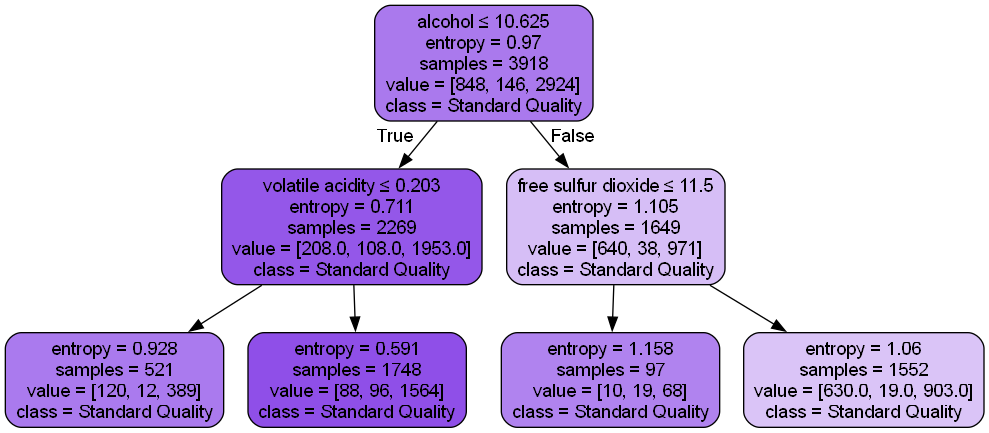 alcohol ≤ 10.625
entropy = 0.97
samples = 3918
value = [848, 146, 2924]
class = Standard Quality
True
False
volatile acidity ≤ 0.203
entropy = 0.711
samples = 2269
value = [208.0, 108.0, 1953.0]
class = Standard Quality
free sulfur dioxide ≤ 11.5
entropy = 1.105
samples = 1649
value = [640, 38, 971]
class = Standard Quality
entropy = 0.928
samples = 521
value = [120, 12, 389]
class = Standard Quality
entropy = 0.591
samples = 1748
value = [88, 96, 1564]
class = Standard Quality
entropy = 1.158
samples = 97
value = [10, 19, 68]
class = Standard Quality
entropy = 1.06
samples = 1552
value = [630.0, 19.0, 903.0]
class = Standard Quality